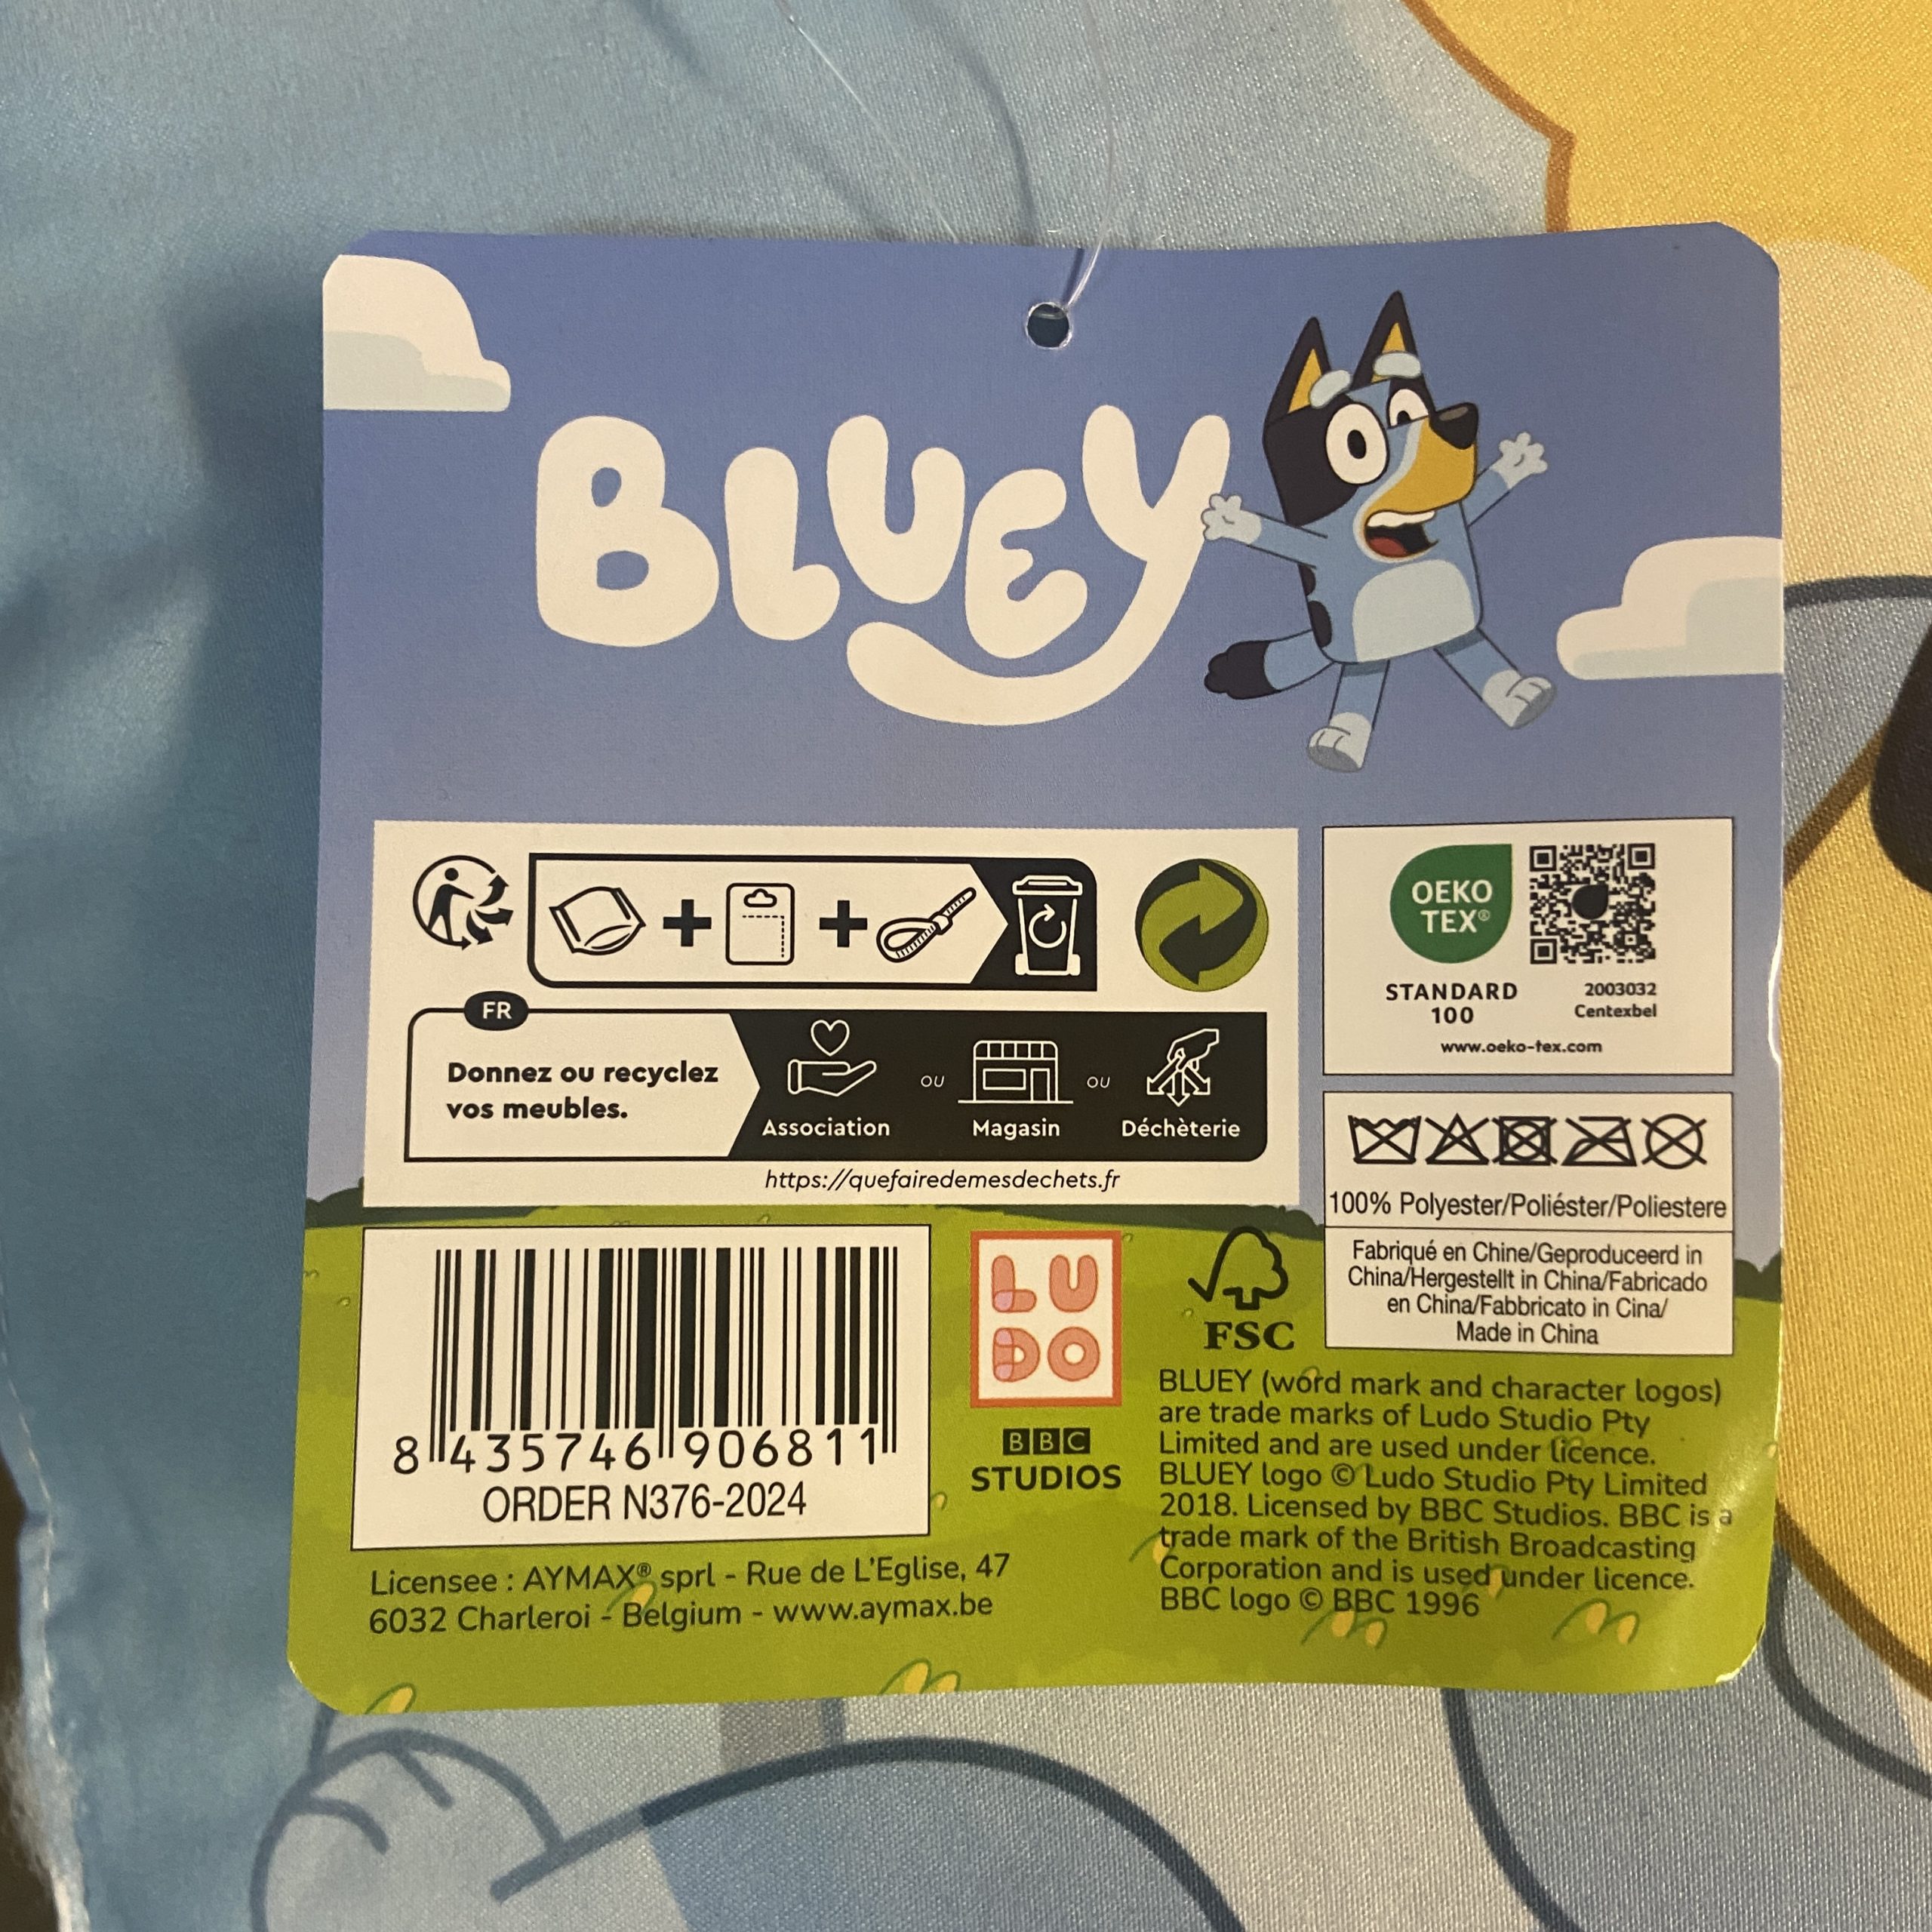 BLUEY
OEKO
TEX®
STANDARD
100
2003032
Centexbel
www.oeko-tex.com
FR
Donnez ou recyclez
vos meubles.
Association
OU
Magasin
OU
Déchèterie
https://quefairedemesdechets.fr
100% Polyester/Poliéster/Poliestere
Fabriqué en Chine/Geproduceerd in
China/Hergestellt in China/Fabricado
en China/Fabbricato in Cina/
Made in China
8 435746 906811
ORDER N376-2024
LU
DO
BBC
STUDIOS
FSC
BLUEY (word mark and character logos)
are trade marks of Ludo Studio Pty
Limited and are used under licence.
BLUEY logo © Ludo Studio Pty Limited
2018. Licensed by BBC Studios. BBC is a
trade mark of the British Broadcasting
Corporation and is used under licence.
BBC logo © BBC 1996
Licensee : AYMAX® sprl - Rue de L'Eglise, 47
6032 Charleroi - Belgium - www.aymax.be